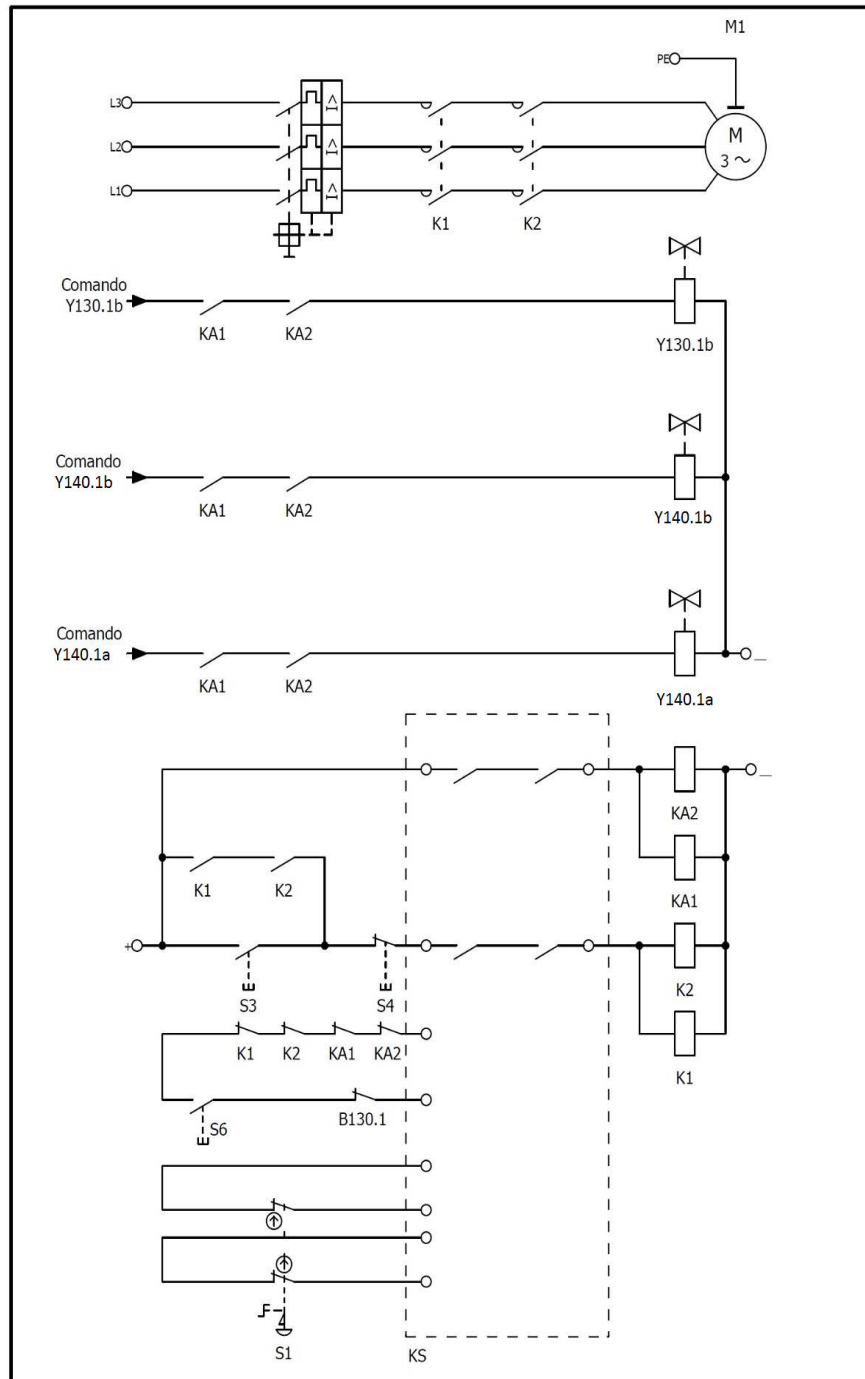 M1
PE
L3
I>
M
3 ~
L2
I>
L1
I>
K1 K2
Comando
Y130.1b
KA1 KA2
Y130.1b
Comando
Y140.1b
KA1 KA2
Y140.1b
Comando
Y140.1a
KA1 KA2
—
Y140.1a
—
KA2
K1 K2
KA1
+
S3 S4
K2
K1 K2 KA1 KA2
K1
S6
B130.1
S1
KS